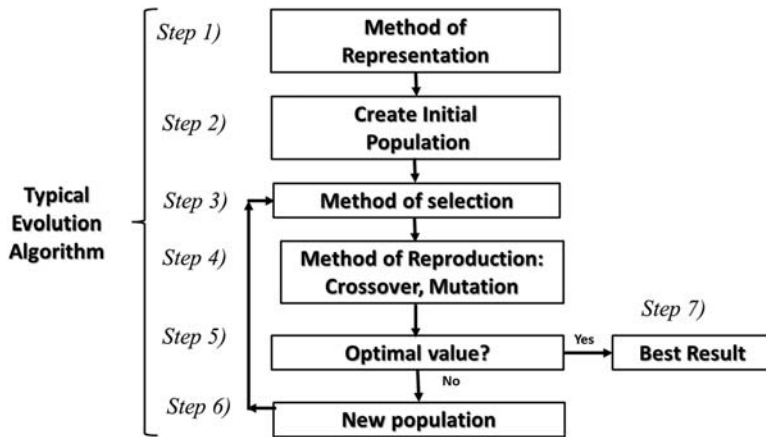 Step 1)
Method of
Representation
Step 2)
Create Initial
Population
Typical
Evolution
Algorithm
Step 3)
Method of selection
Step 4)
Method of Reproduction:
Crossover, Mutation
Step 5)
Optimal value?
Yes
Step 7)
Best Result
No
Step 6)
New population